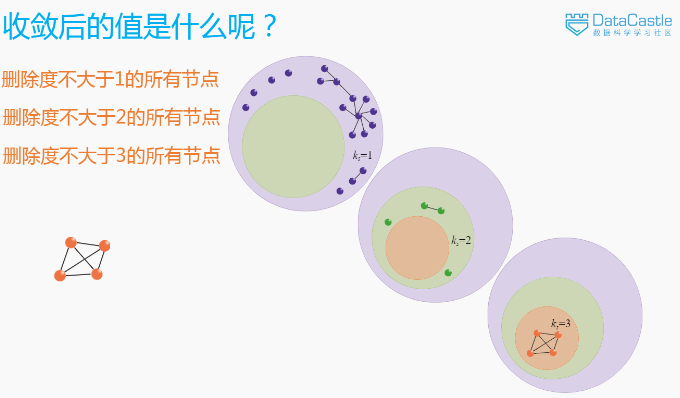 收敛后的值是什么呢？
DataCastle
数据科学学习社区
删除度不大于1的所有节点
删除度不大于2的所有节点
删除度不大于3的所有节点
ks=1
ks=2
ks=3